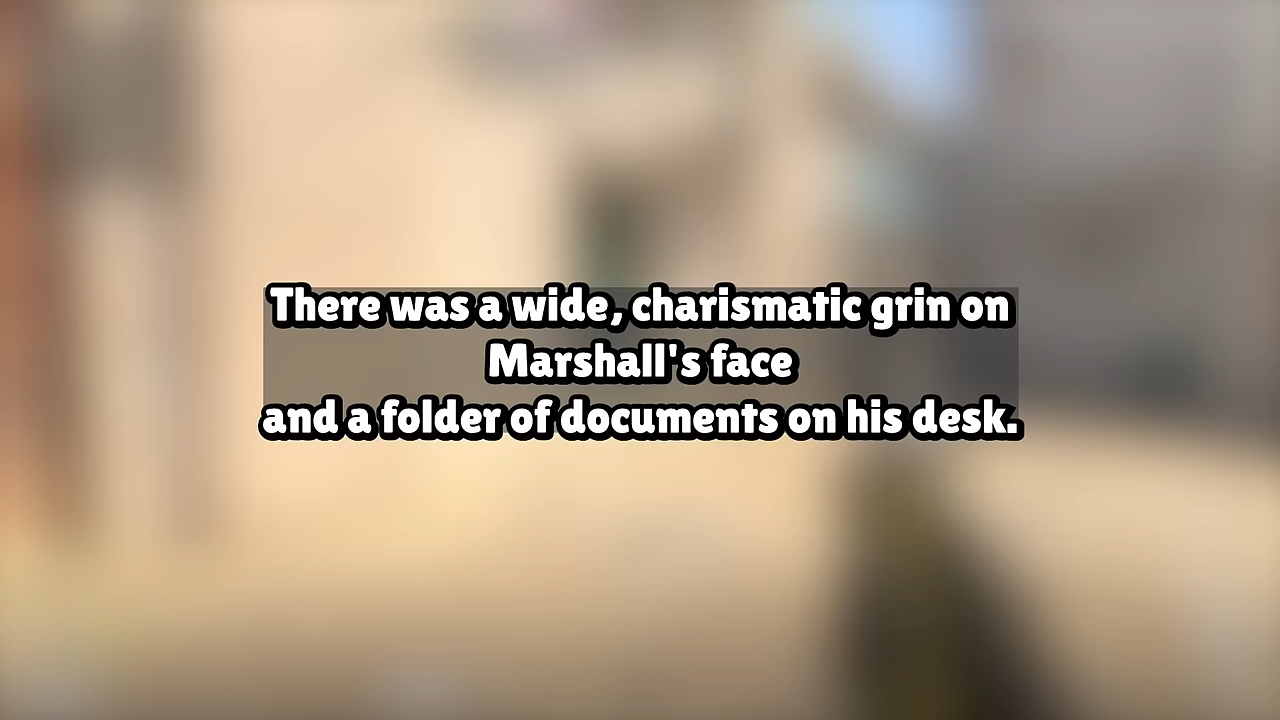 There was a wide, charismatic grin on
Marshall's face
and a folder of documents on his desk.